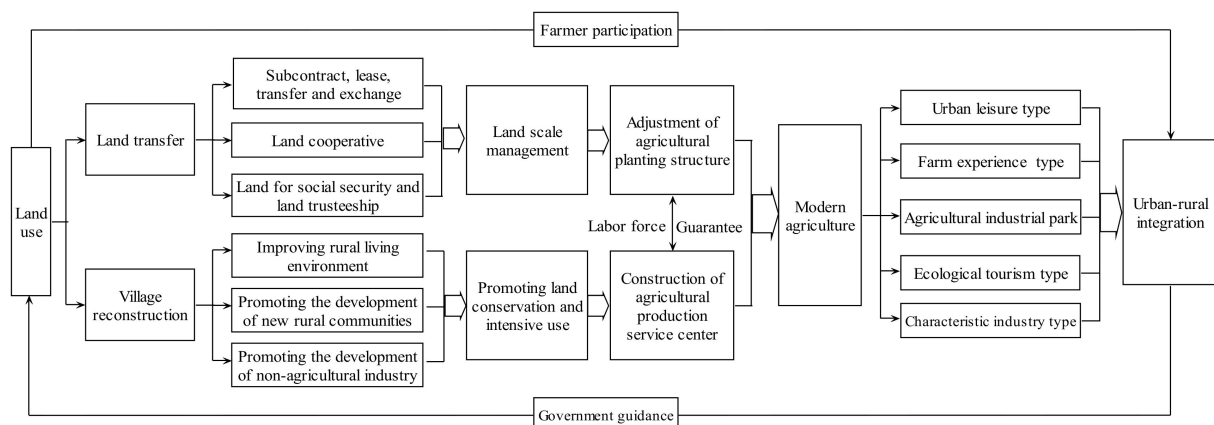 Farmer participation
Land
use
Land transfer
Village
reconstruction
Subcontract, lease,
transfer and exchange
Land cooperative
Land for social security and
land trusteeship
Improving rural living
environment
Promoting the development
of new rural communities
Promoting the development
of non-agricultural industry
Land scale
management
Promoting land
conservation and
intensive use
Adjustment of
agricultural
planting structure
Labor force
Guarantee
Construction of
agricultural
production
service center
Modern
agriculture
Urban leisure type
Farm experience type
Agricultural industrial park
Ecological tourism type
Characteristic industry type
Urban-rural
integration
Government guidance